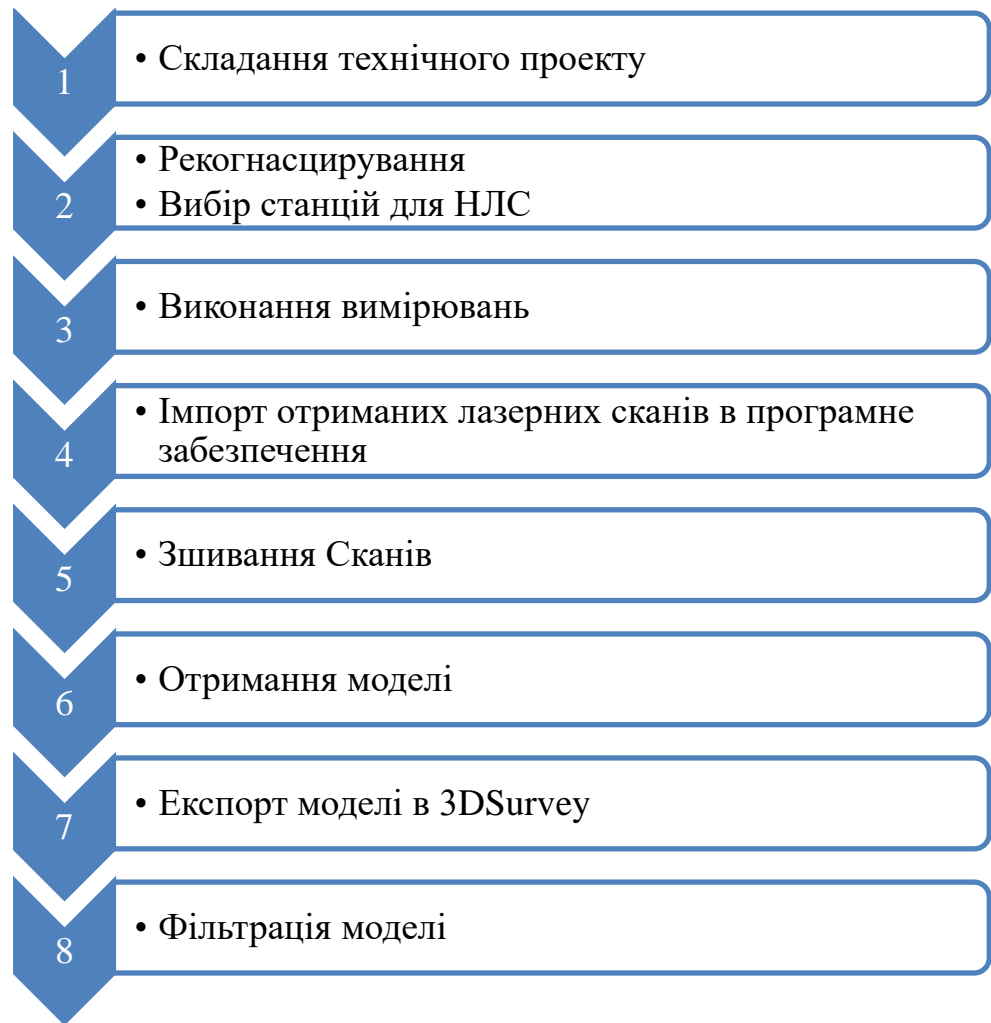 1
• Складання технічного проекту
2
• Рекогнасцирування
• Вибір станцій для НЛС
3
• Виконання вимірювань
4
• Імпорт отриманих лазерних сканів в програмне
забезпечення
5
• Зшивання Сканів
6
• Отримання моделі
7
• Експорт моделі в 3DSurvey
8
• Фільтрація моделі